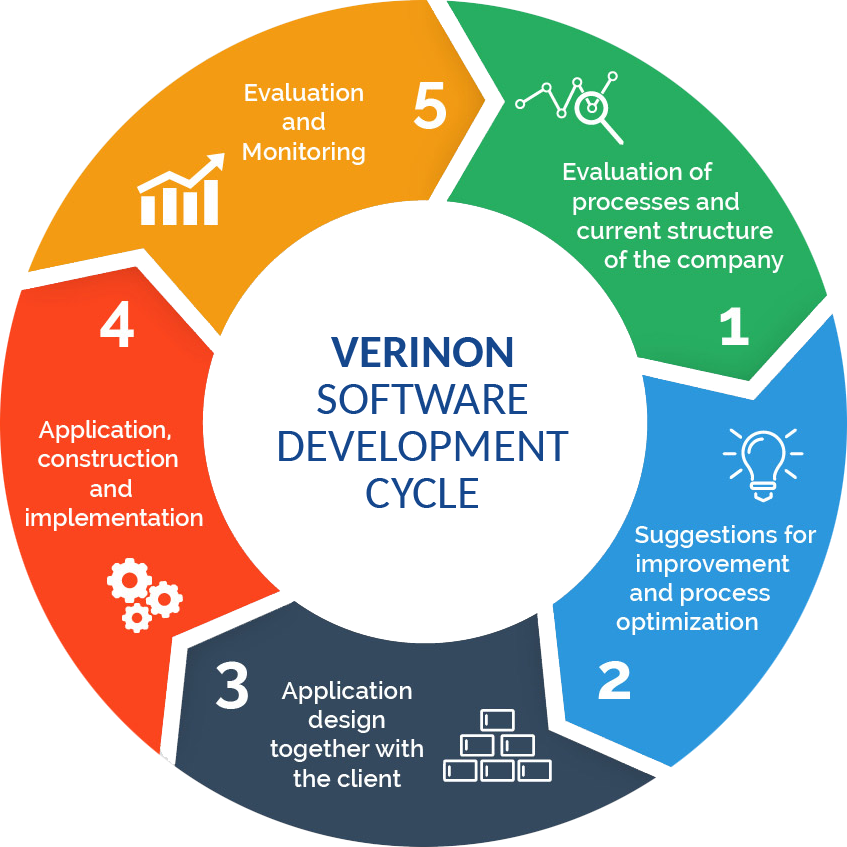 VERINON
SOFTWARE
DEVELOPMENT
CYCLE
Evaluation of
processes and
current structure
of the company
1
Suggestions for
improvement
and process
optimization
2
3
Application
design
together with
the client
4
Application,
construction
and
implementation
5
Evaluation
and
Monitoring